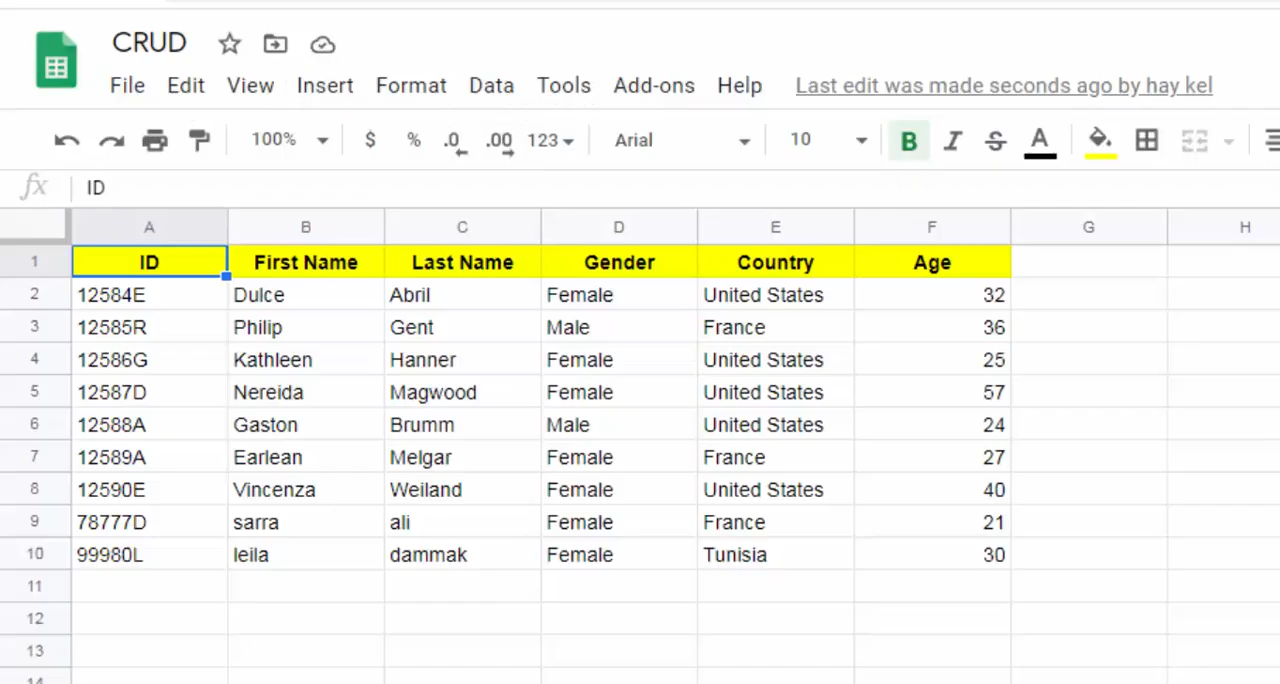 CRUD
File Edit View Insert Format Data Tools Add-ons Help Last edit was made seconds ago by hay kel
100% $ % .0 .00 123 Arial 10 B I S A
fx ID
A B C D E F G H
1 ID First Name Last Name Gender Country Age
2 12584E Dulce Abril Female United States 32
3 12585R Philip Gent Male France 36
4 12586G Kathleen Hanner Female United States 25
5 12587D Nereida Magwood Female United States 57
6 12588A Gaston Brumm Male United States 24
7 12589A Earlean Melgar Female France 27
8 12590E Vincenza Weiland Female United States 40
9 78777D sarra ali Female France 21
10 99980L leila dammak Female Tunisia 30
11
12
13
14